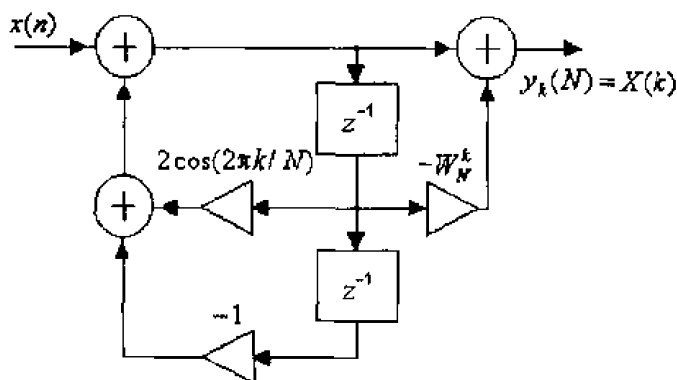 x(n)
+
+
y_k(N) = X(k)
z^{-1}
2cos(2πk/N)
-W_N^k
+
z^{-1}
-1